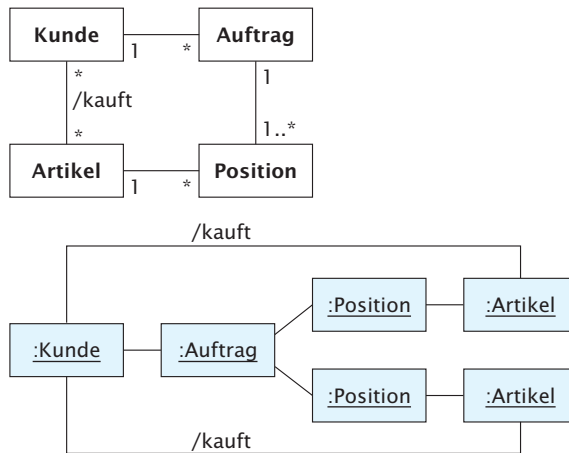 Kunde
Auftrag
1
*
*
1
/kauft
*
1..*
Artikel
Position
1
*
/kauft
:Position
:Artikel
:Kunde
:Auftrag
:Position
:Artikel
/kauft